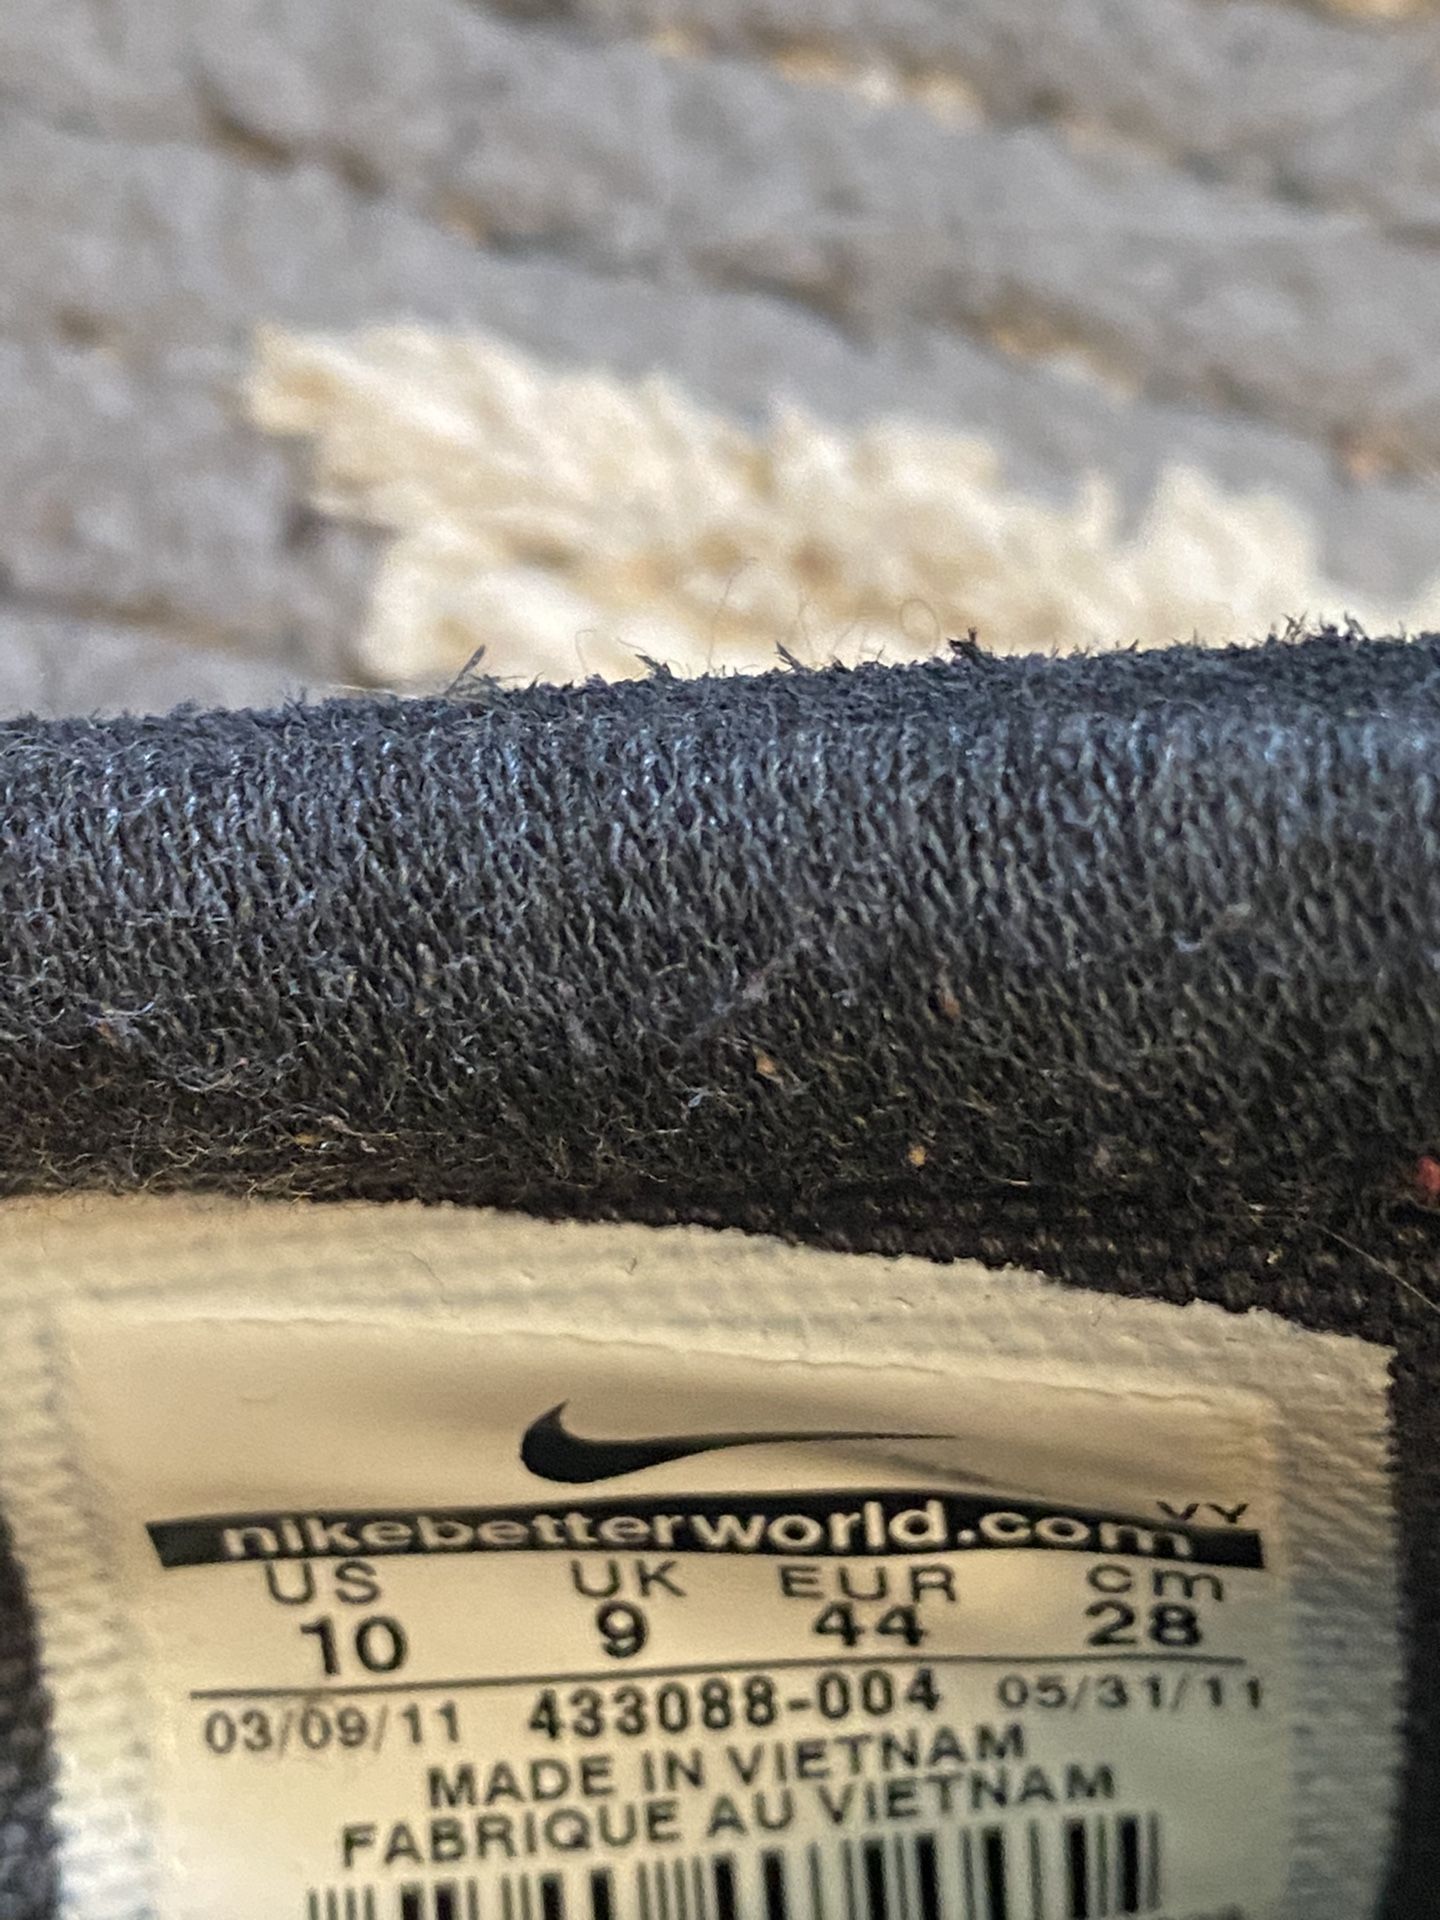 nikebetterworld.com VY
US UK EUR cm
10 9 44 28
03/09/11 433088-004 05/31/11
MADE IN VIETNAM
FABRIQUE AU VIETNAM